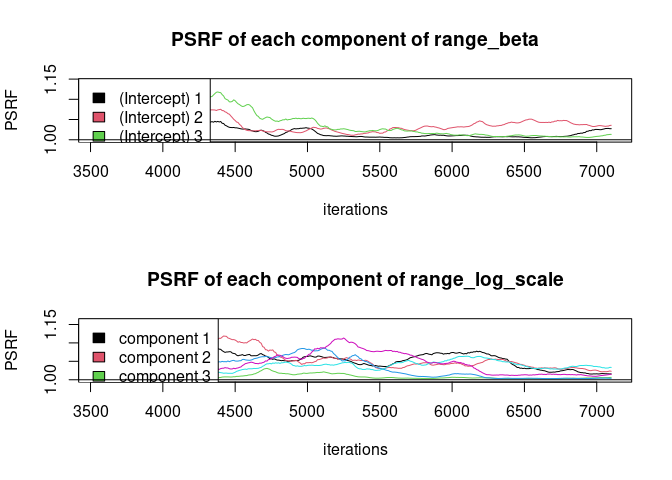 PSRF of each component of range_beta
PSRF
1.15
1.00
(Intercept) 1
(Intercept) 2
(Intercept) 3
3500 4000 4500 5000 5500 6000 6500 7000
iterations
PSRF of each component of range_log_scale
PSRF
1.15
1.00
component 1
component 2
component 3
3500 4000 4500 5000 5500 6000 6500 7000
iterations